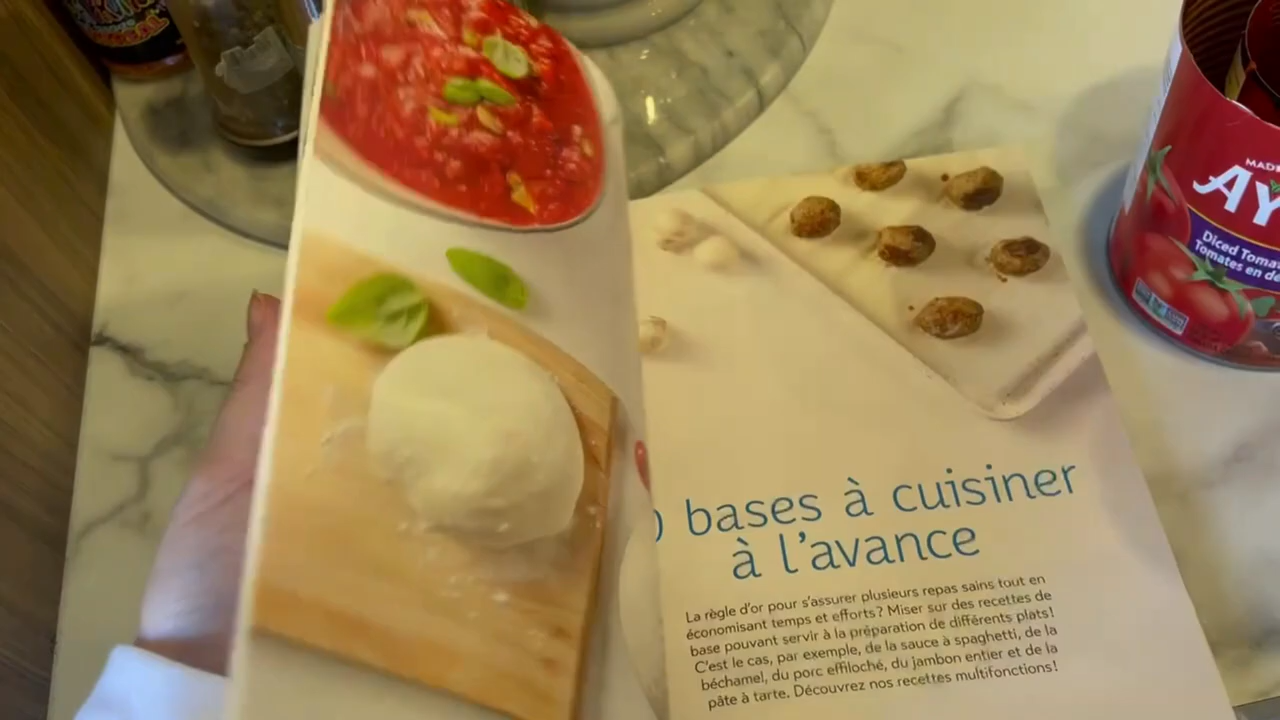 bases à cuisiner
à l'avance
La règle d'or pour s'assurer plusieurs repas sains tout en
économisant temps et efforts? Miser sur des recettes de
base pouvant servir à la préparation de différents plats!
C'est le cas, par exemple, de la sauce à spaghetti, de la
béchamel, du porc effiloché, du jambon entier et de la
pâte à tarte. Découvrez nos recettes multifonctions!
AY
Diced
Tomates en